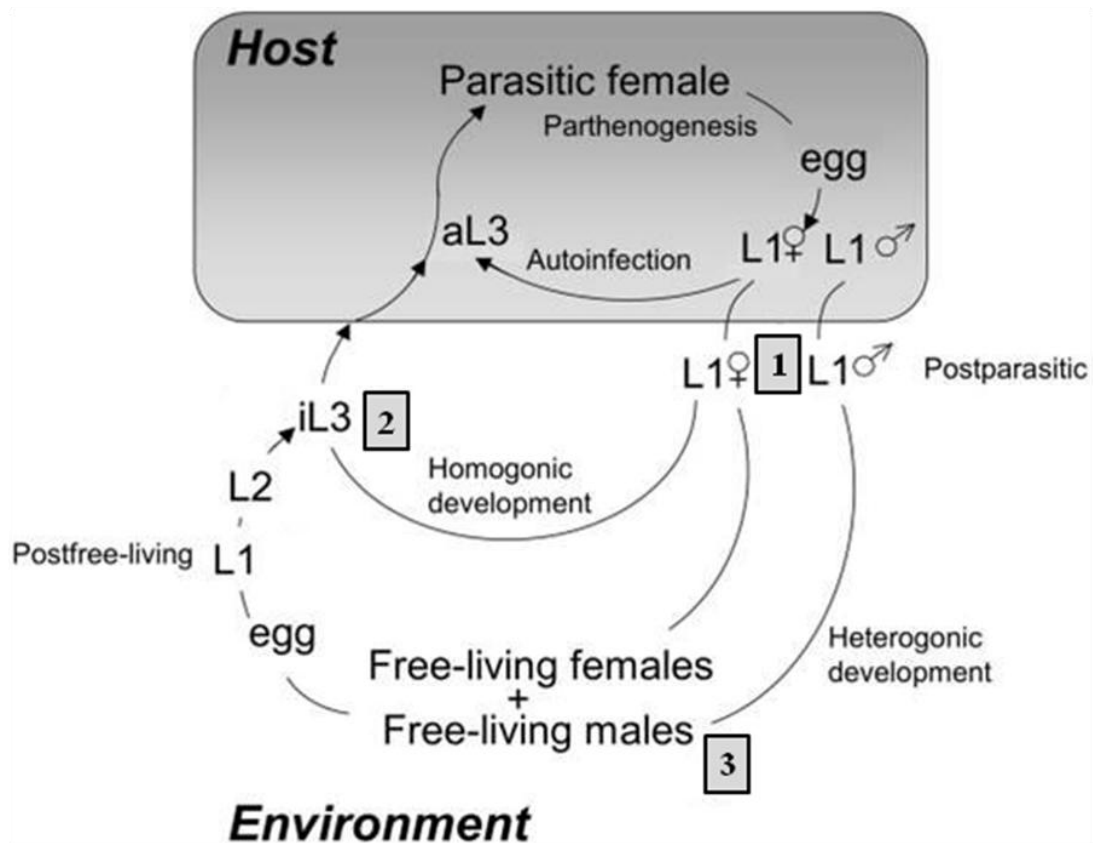 Host
Parasitic female
Parthenogenesis
egg
aL3
L1♀ L1♂
Autoinfection
L1♀ 1 L1♂ Postparasitic
iL3 2
Homogonic
development
L2
Postfree-living L1
egg
Heterogonic
development
Free-living females
+
Free-living males
3
Environment